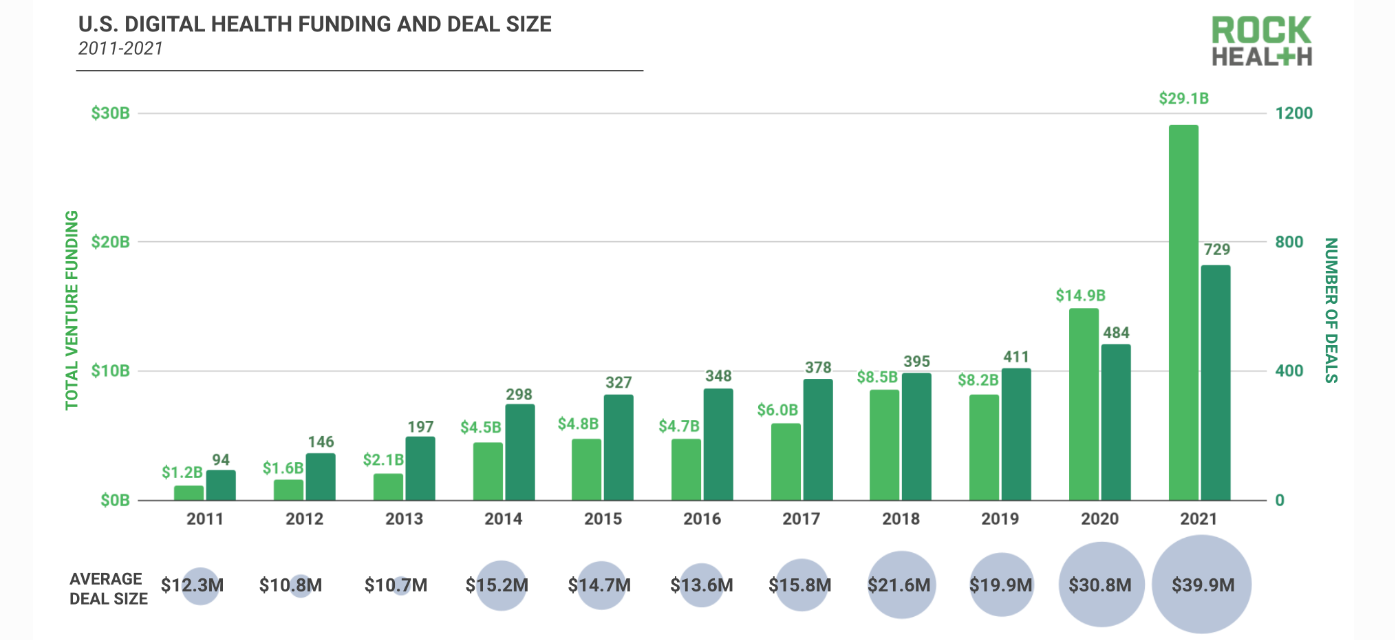 U.S. DIGITAL HEALTH FUNDING AND DEAL SIZE
2011-2021
ROCK
HEALTH
TOTAL VENTURE FUNDING
$30B
$20B
$10B
$0B
$1.2B
94
$1.6B
146
$2.1B
197
$4.5B
298
$4.8B
327
$4.7B
348
$6.0B
378
$8.5B
395
$8.2B
411
$14.9B
484
$29.1B
729
1200
800
400
0
NUMBER OF DEALS
2011 2012 2013 2014 2015 2016 2017 2018 2019 2020 2021
AVERAGE
DEAL SIZE
$12.3M $10.8M $10.7M $15.2M $14.7M $13.6M $15.8M $21.6M $19.9M $30.8M $39.9M